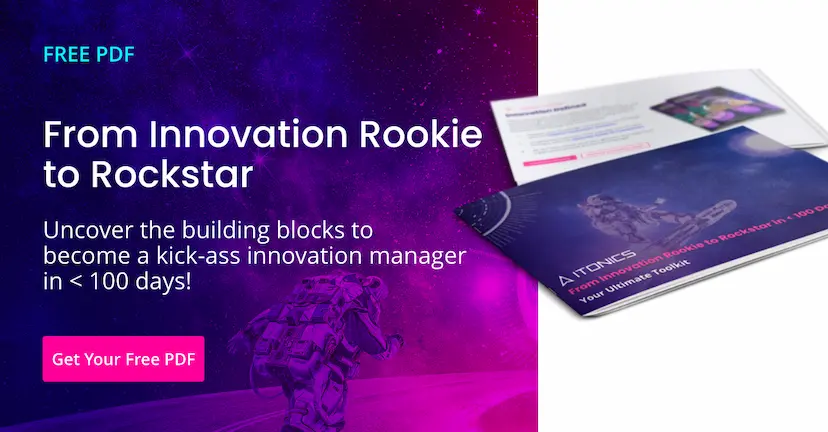 FREE PDF
From Innovation Rookie
to Rockstar
Uncover the building blocks to
become a kick-ass innovation manager
in < 100 days!
Get Your Free PDF
ITONICS
From Innovation Rookie to Rockstar in < 100 Da
Your Ultimate Toolkit